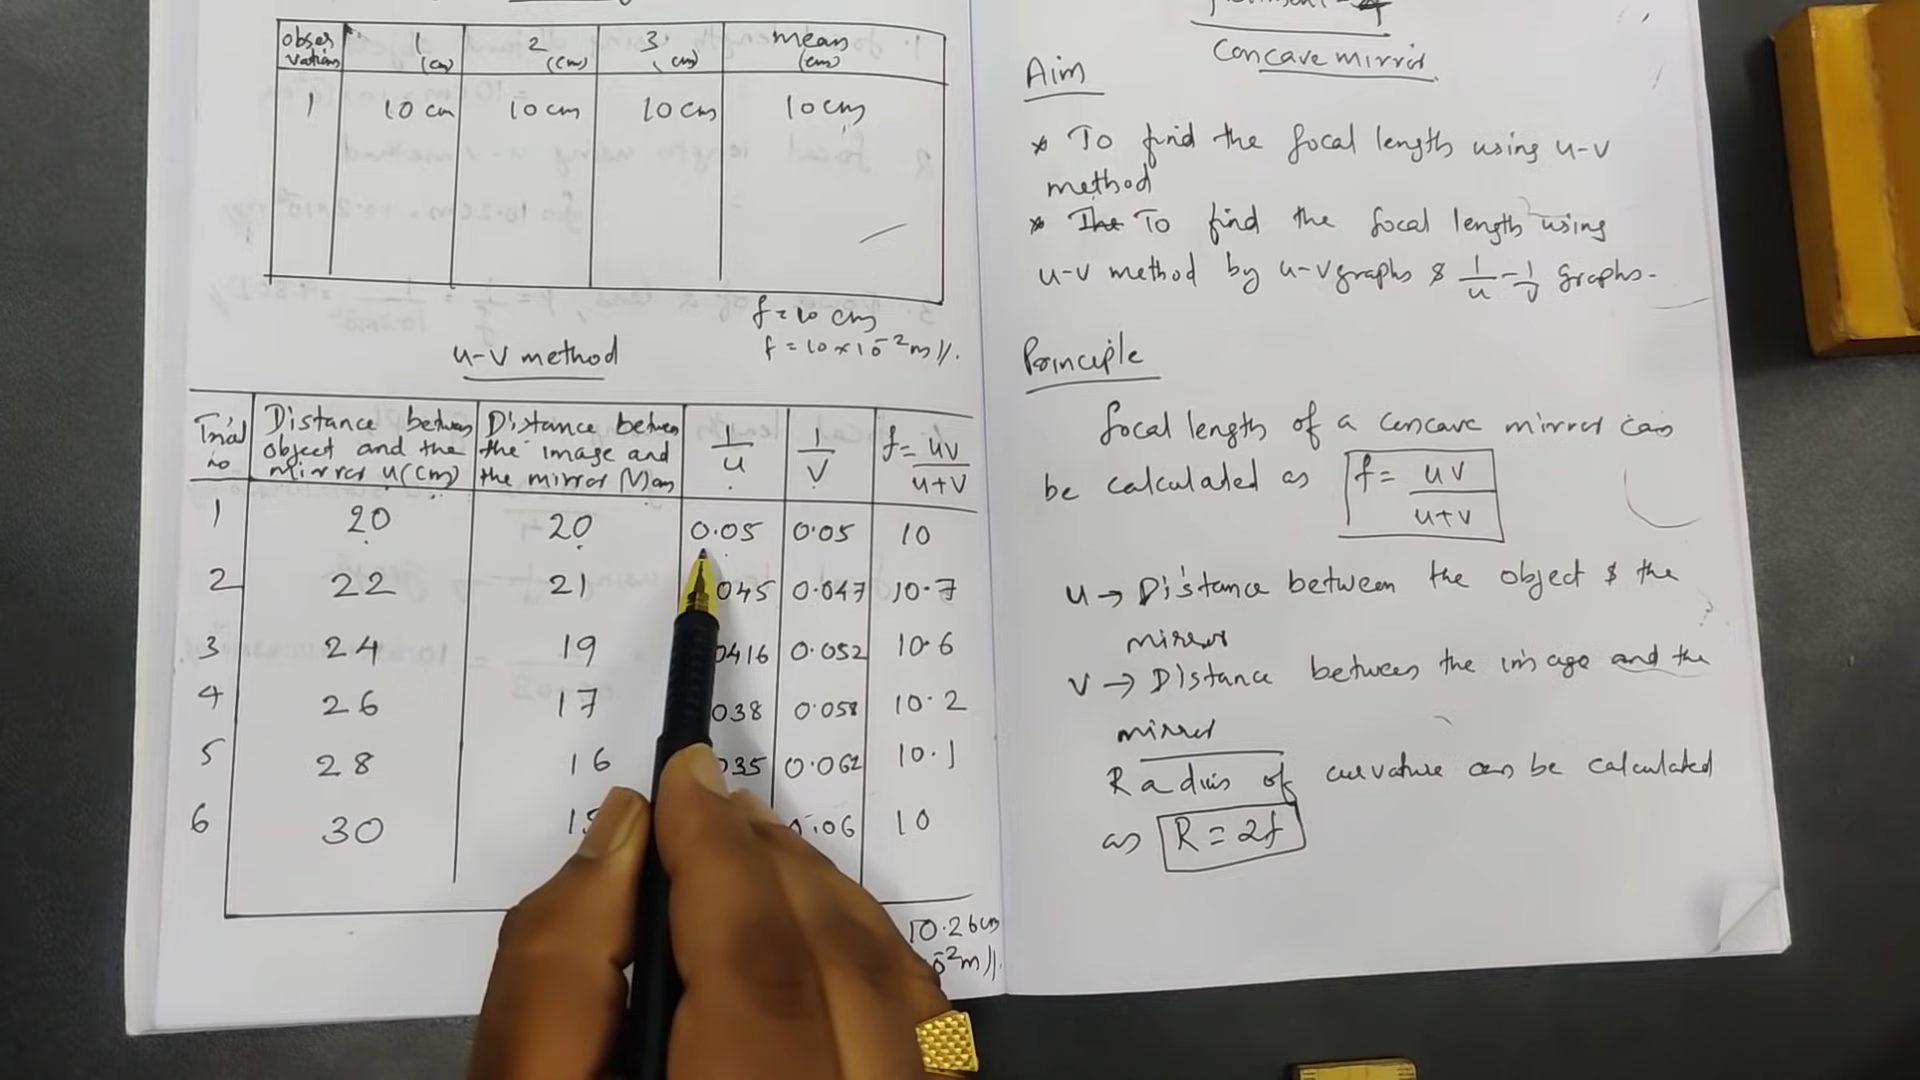 obser vations 1 (cm) 2 (cm) 3 (cm) mean (cm)
1 10 cm 10 cm 10 cm 10 cm
f = 10 cm
f = 10 × 10⁻² m //.
u-v method
Trial no
Distance between object and the mirror u (cm)
Distance between the image and the mirror (V) cm
1/u
1/v
f = uv/u+v
1 20 20 0.05 0.05 10
2 22 21 045 0.047 10.7
3 24 19 0416 0.052 10.6
4 26 17 038 0.058 10.2
5 28 16 035 0.062 10.1
6 30 15 0.06 10
10.26 cm
⁻² m //.
Concave mirror
Aim
* To find the focal length using u-v
method
* To find the focal length using
u-v method by u-v graphs & 1/u - 1/v graphs-
Principle
focal length of a concave mirror can
be calculated as f = uv/u+v
u → Distance between the object & the
mirror
v → Distance between the image and the
mirror
Radius of curvature can be calculated
as R = 2f